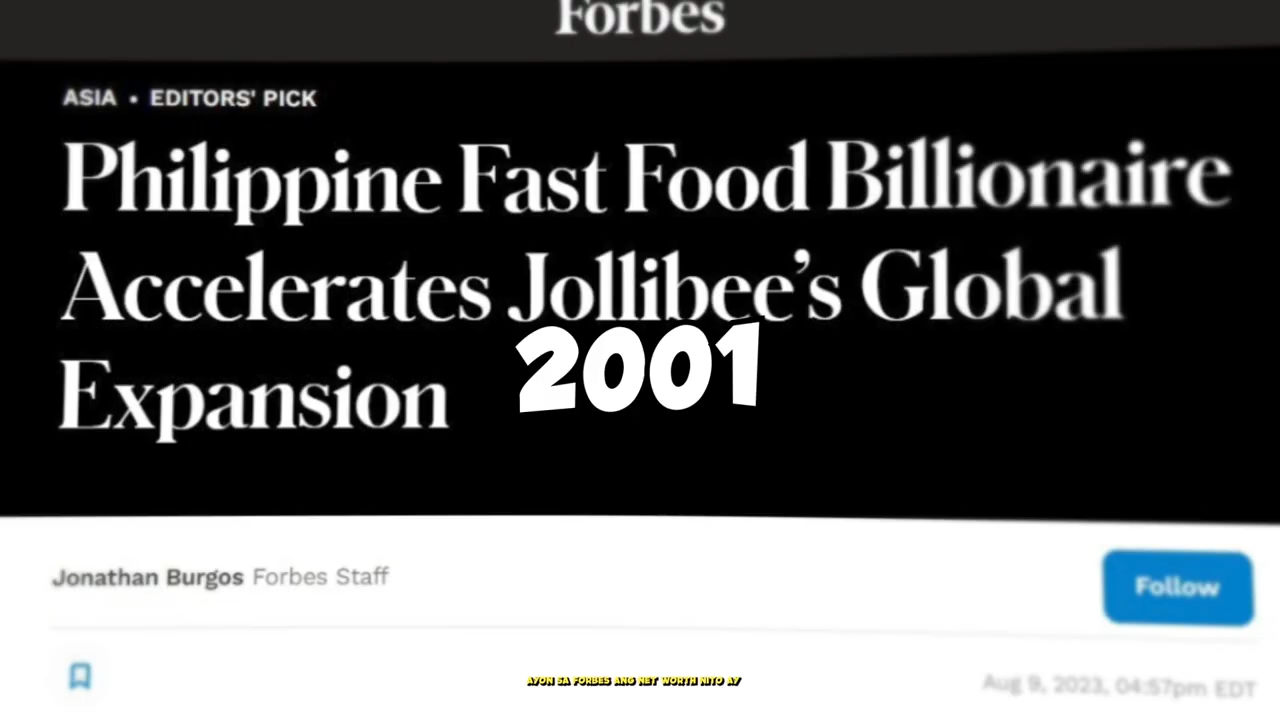 Forbes
ASIA • EDITORS' PICK
Philippine Fast Food Billionaire
Accelerates Jollibee's Global
2001
Expansion
Jonathan Burgos Forbes Staff
Follow
Aug 9, 2023, 04:57pm EDT
AYON SA FORBES ANG NET WORTH NITO AY